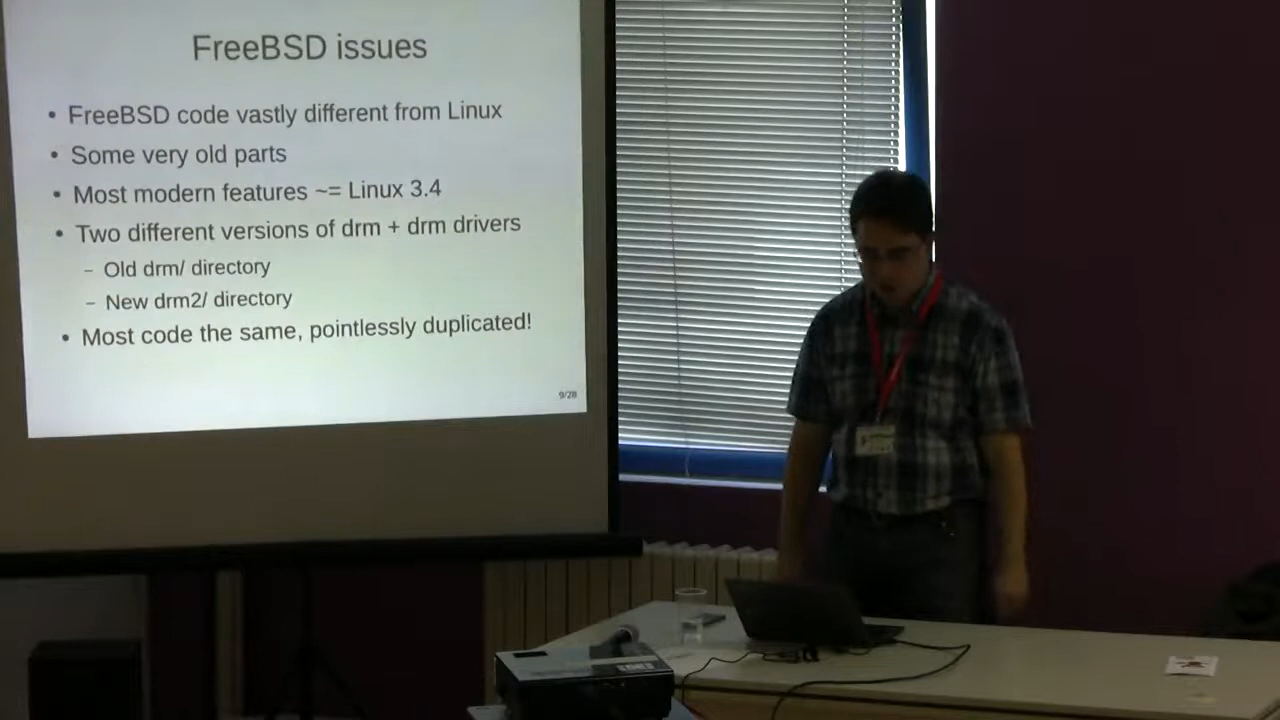 FreeBSD issues
• FreeBSD code vastly different from Linux
• Some very old parts
• Most modern features ~= Linux 3.4
• Two different versions of drm + drm drivers
– Old drm/ directory
– New drm2/ directory
• Most code the same, pointlessly duplicated!
9/28